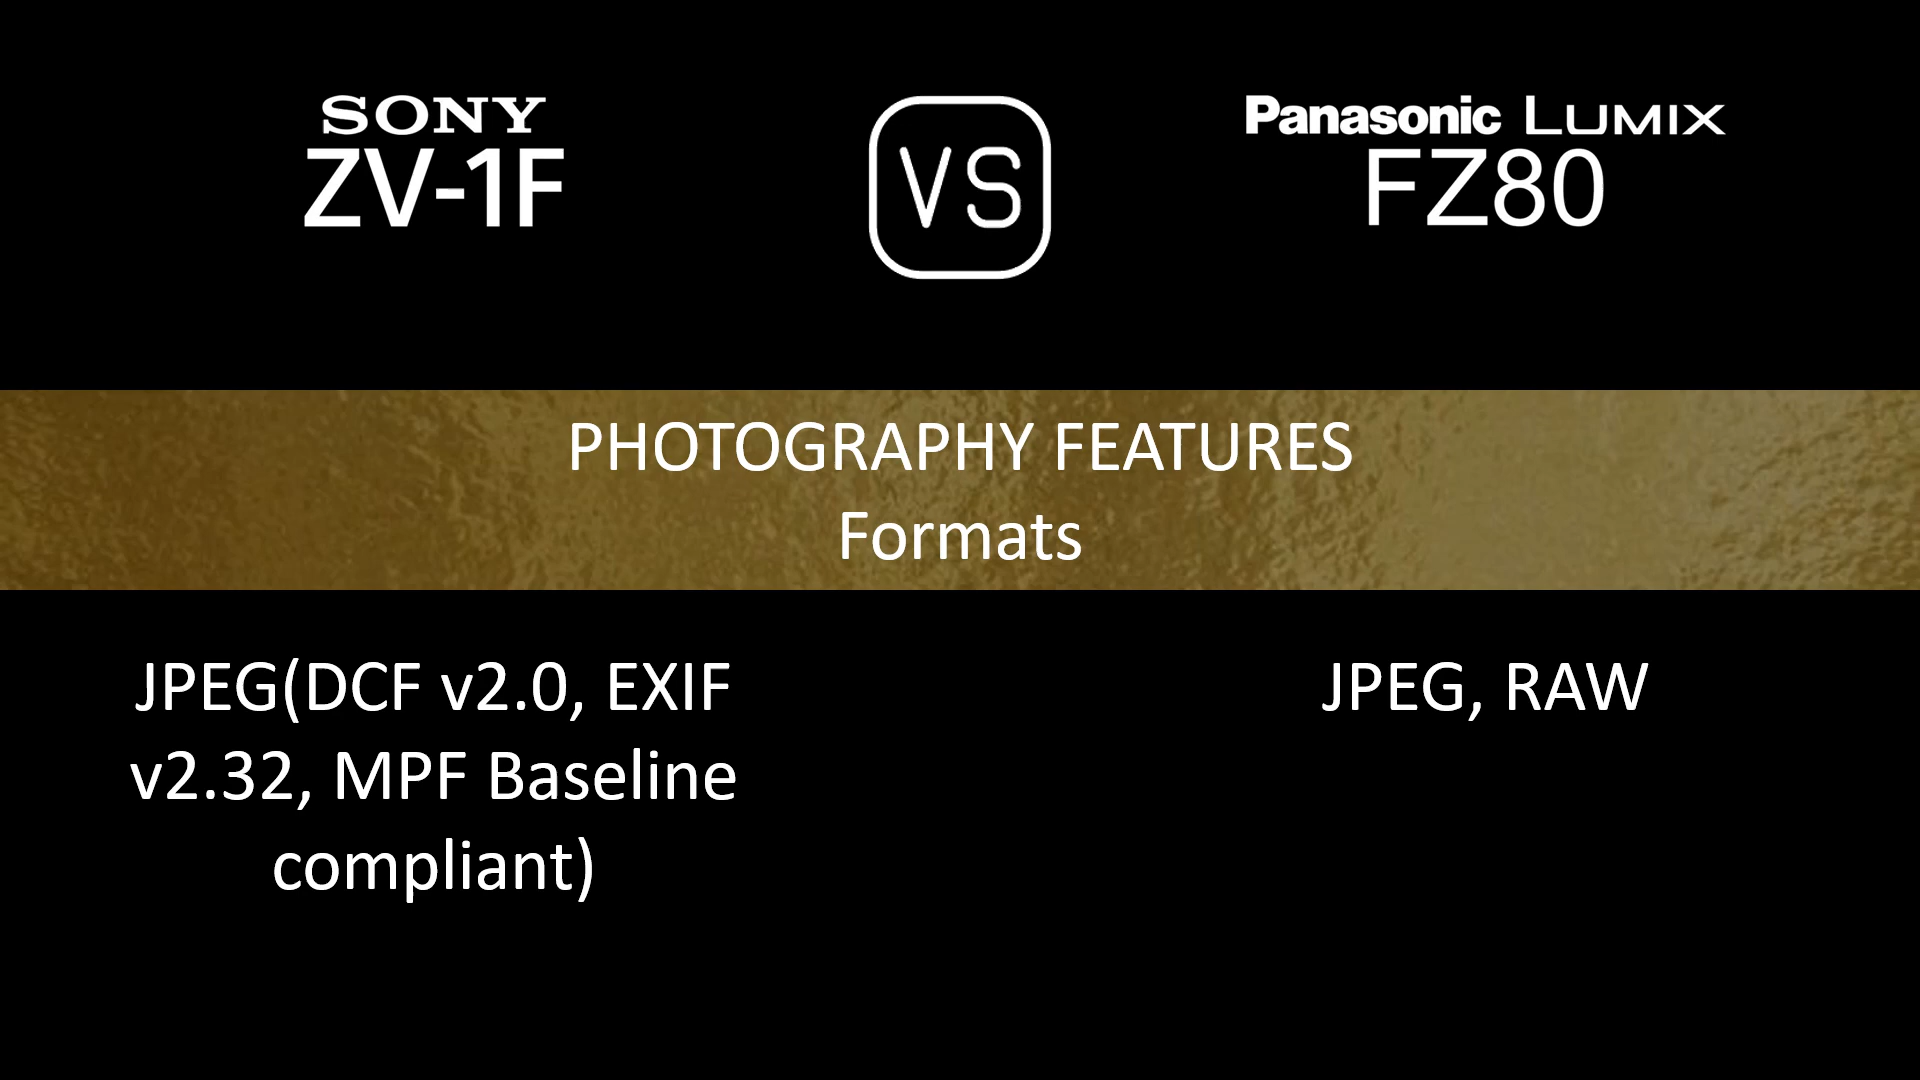 SONY
ZV-1F
VS
Panasonic LUMIX
FZ80
PHOTOGRAPHY FEATURES
Formats
JPEG(DCF v2.0, EXIF
v2.32, MPF Baseline
compliant)
JPEG, RAW